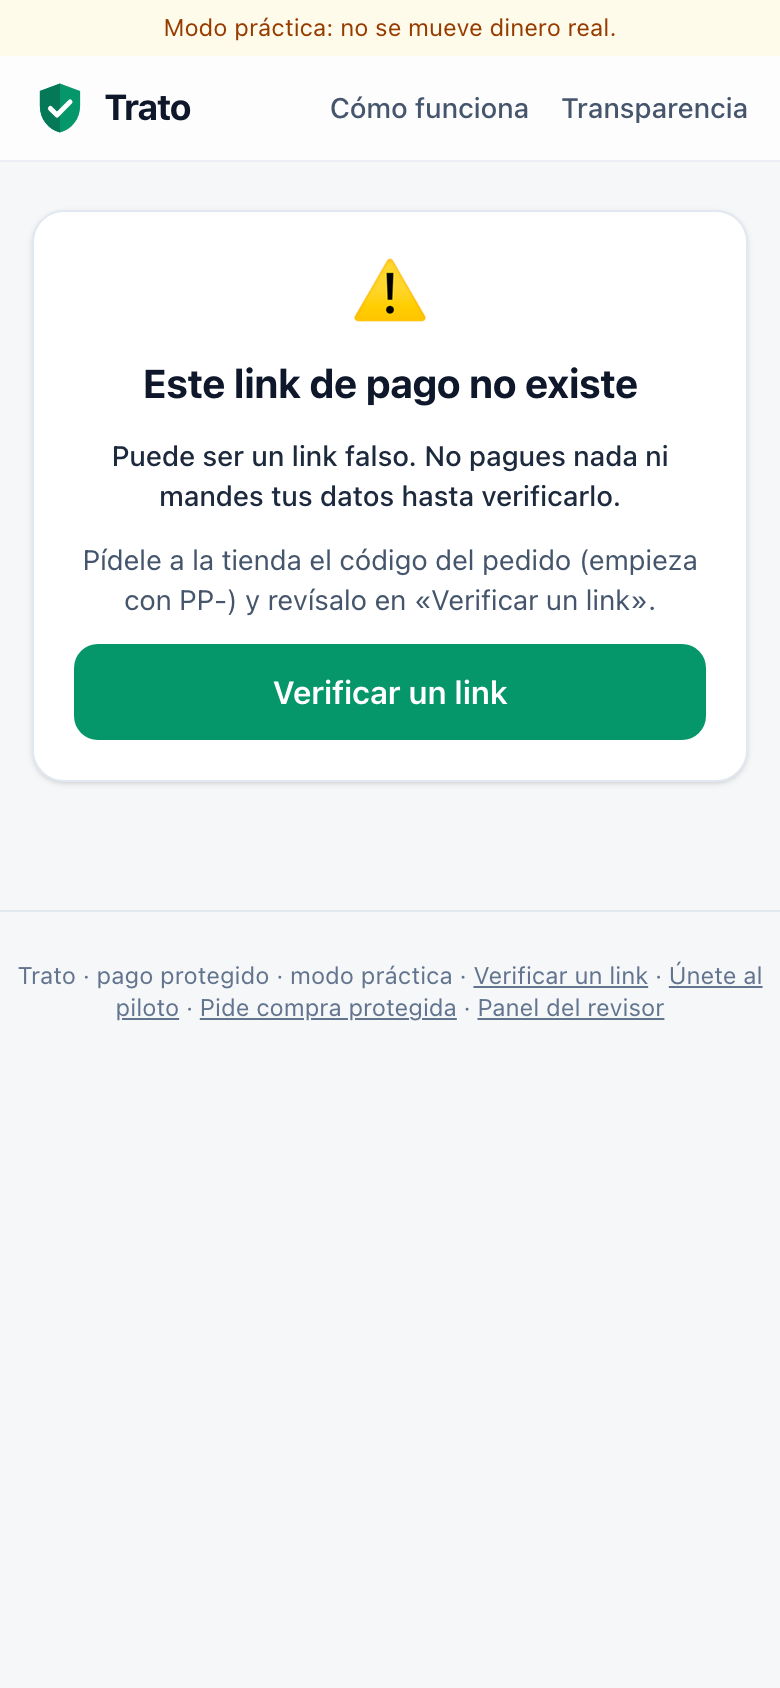 Modo práctica: no se mueve dinero real.
Trato
Cómo funciona
Transparencia
Este link de pago no existe
Puede ser un link falso. No pagues nada ni
mandes tus datos hasta verificarlo.
Pídele a la tienda el código del pedido (empieza
con PP-) y revísalo en «Verificar un link».
Verificar un link
Trato · pago protegido · modo práctica · Verificar un link · Únete al
piloto · Pide compra protegida · Panel del revisor